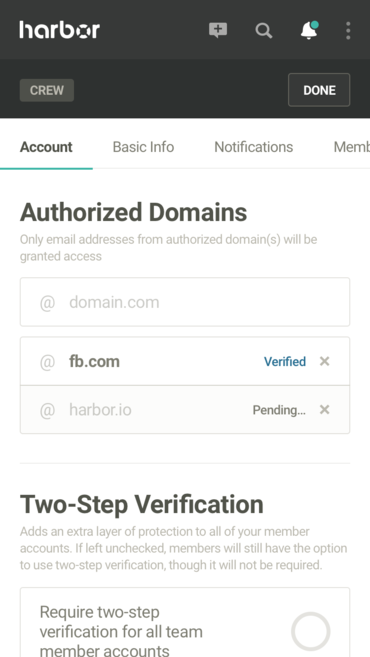 harbor
CREW
DONE
Account
Basic Info
Notifications
Memb
Authorized Domains
Only email addresses from authorized domain(s) will be
granted access
@ domain.com
@ fb.com Verified ×
@ harbor.io Pending... ×
Two-Step Verification
Adds an extra layer of protection to all of your member
accounts. If left unchecked, members will still have the option
to use two-step verification, though it will not be required.
Require two-step
verification for all team
member accounts